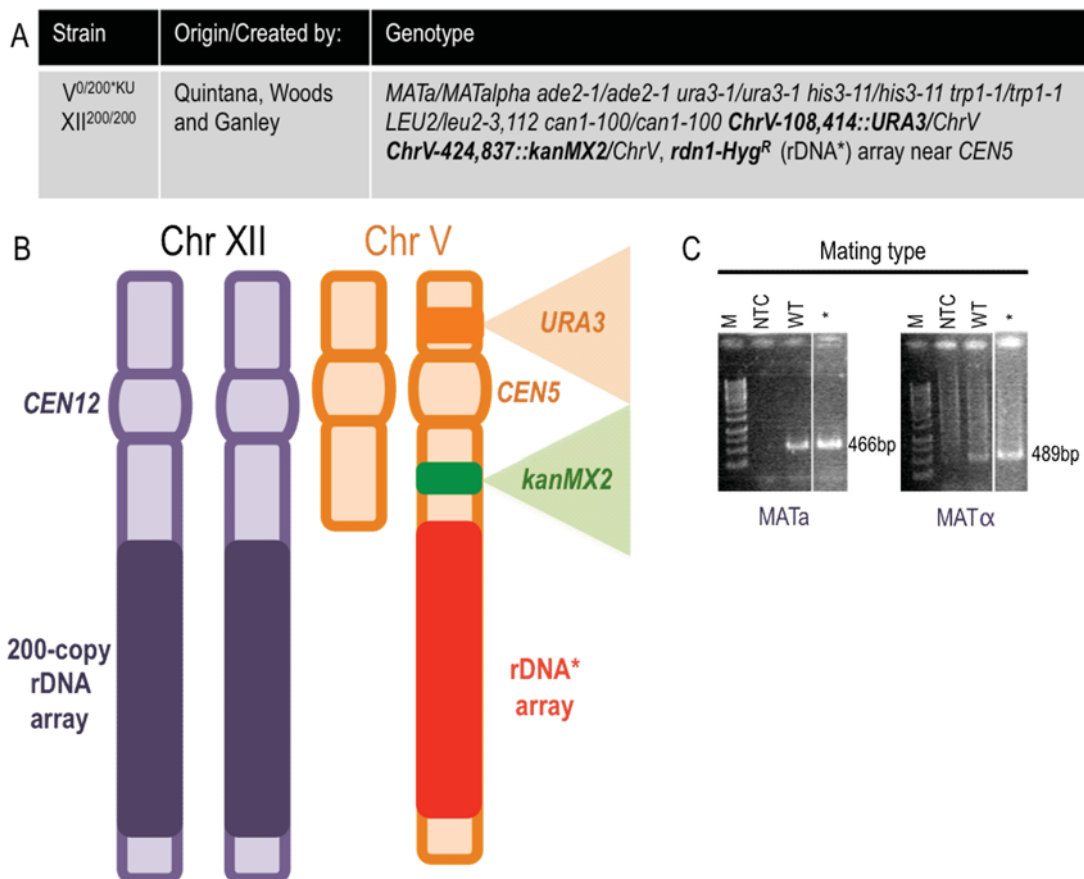 A
Strain Origin/Created by: Genotype
V0/200*KU
XII200/200
Quintana, Woods
and Ganley
MATa/MATalpha ade2-1/ade2-1 ura3-1/ura3-1 his3-11/his3-11 trp1-1/trp1-1
LEU2/leu2-3,112 can1-100/can1-100 ChrV-108,414::URA3/ChrV
ChrV-424,837::kanMX2/ChrV, rdn1-HygR (rDNA*) array near CEN5
B
Chr XII Chr V
URA3
CEN12
CEN5
kanMX2
200-copy
rDNA
array
rDNA*
array
C
Mating type
M NTC WT *
M NTC WT *
466bp
489bp
MATa
MATα